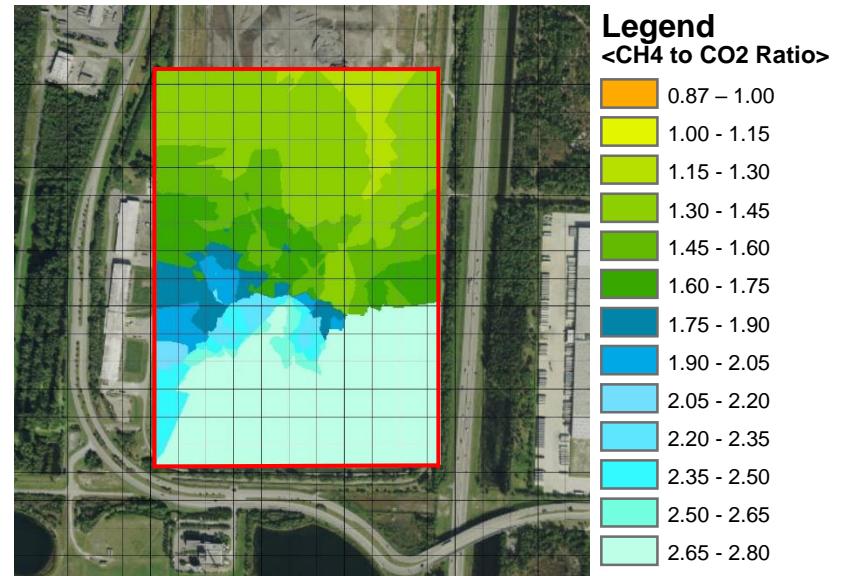 Legend
<CH4 to CO2 Ratio>
0.87 – 1.00
1.00 - 1.15
1.15 - 1.30
1.30 - 1.45
1.45 - 1.60
1.60 - 1.75
1.75 - 1.90
1.90 - 2.05
2.05 - 2.20
2.20 - 2.35
2.35 - 2.50
2.50 - 2.65
2.65 - 2.80